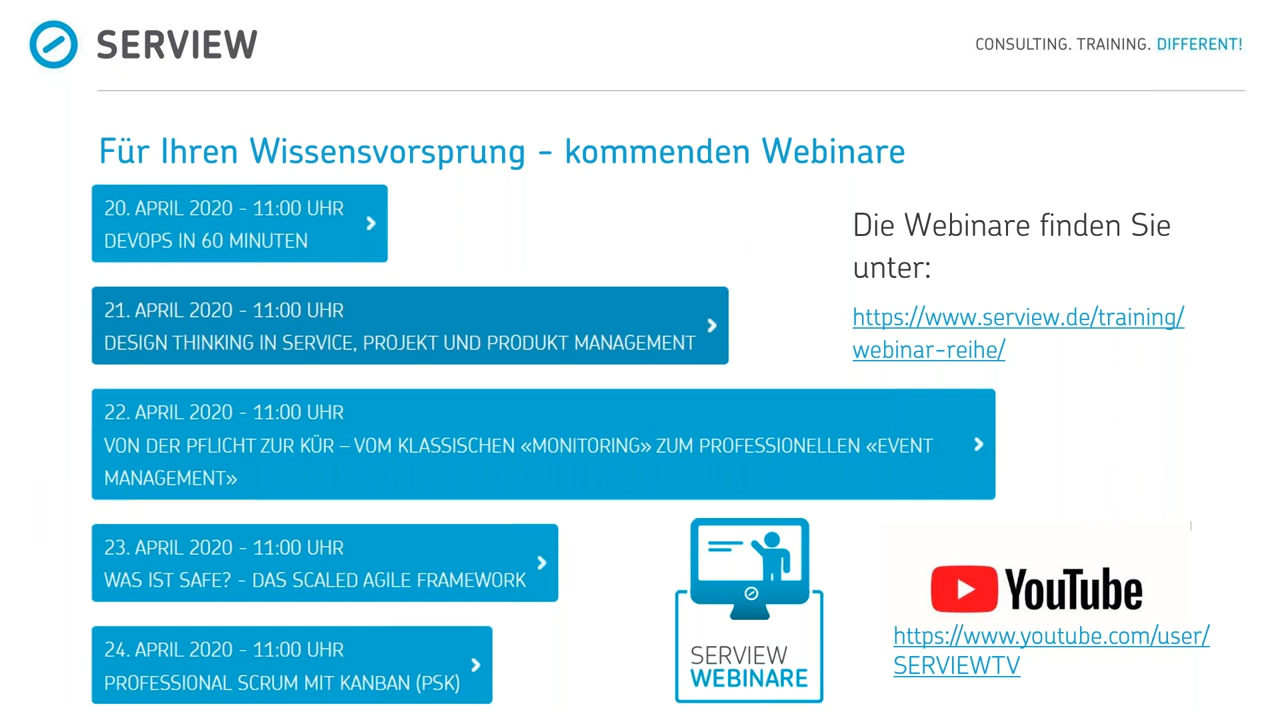 SERVIEW
CONSULTING. TRAINING. DIFFERENT!
Für Ihren Wissensvorsprung - kommenden Webinare
20. APRIL 2020 - 11:00 UHR
DEVOPS IN 60 MINUTEN
21. APRIL 2020 - 11:00 UHR
DESIGN THINKING IN SERVICE, PROJEKT UND PRODUKT MANAGEMENT
22. APRIL 2020 - 11:00 UHR
VON DER PFLICHT ZUR KÜR – VOM KLASSISCHEN «MONITORING» ZUM PROFESSIONELLEN «EVENT
MANAGEMENT»
23. APRIL 2020 - 11:00 UHR
WAS IST SAFE? - DAS SCALED AGILE FRAMEWORK
24. APRIL 2020 - 11:00 UHR
PROFESSIONAL SCRUM MIT KANBAN (PSK)
Die Webinare finden Sie
unter:
https://www.serview.de/training/
webinar-reihe/
SERVIEW
WEBINARE
YouTube
https://www.youtube.com/user/
SERVIEWTV